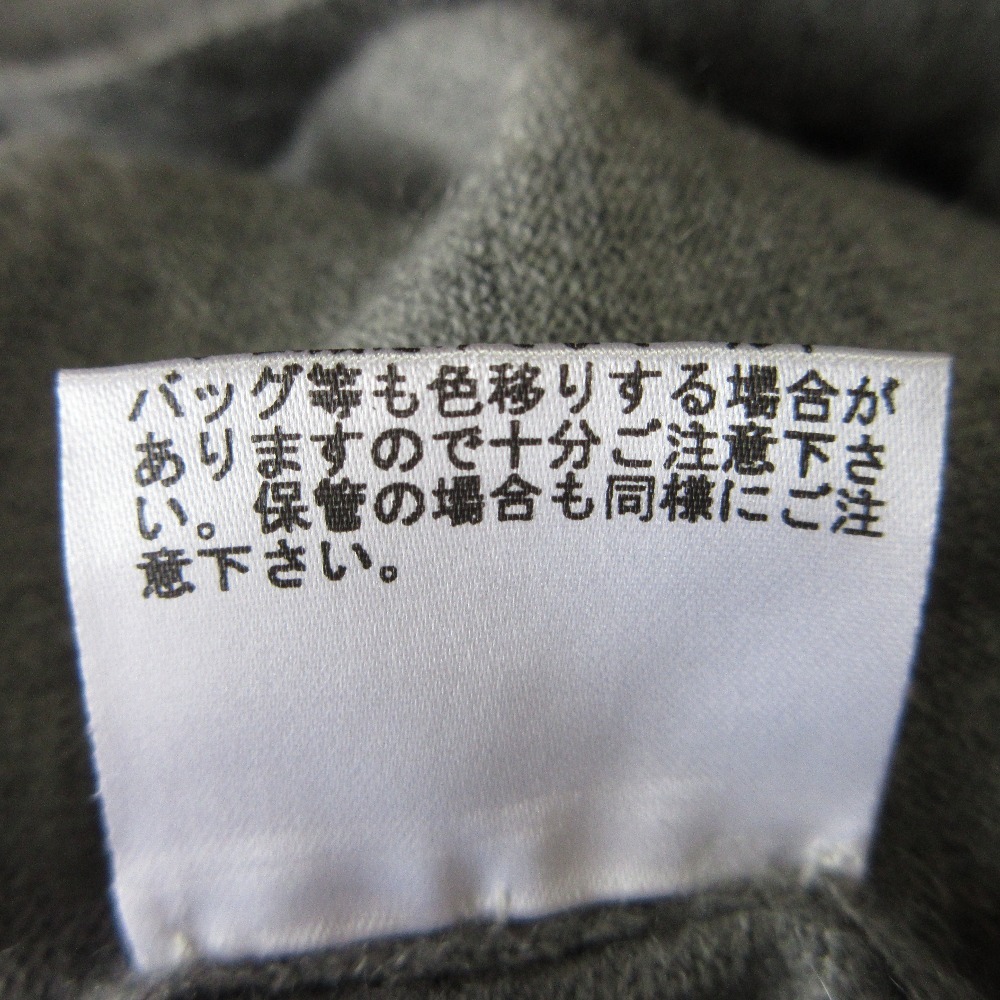 バッグ等も色移りする場合が
ありますので十分ご注意下さ
い。保管の場合も同様にご注
意下さい。